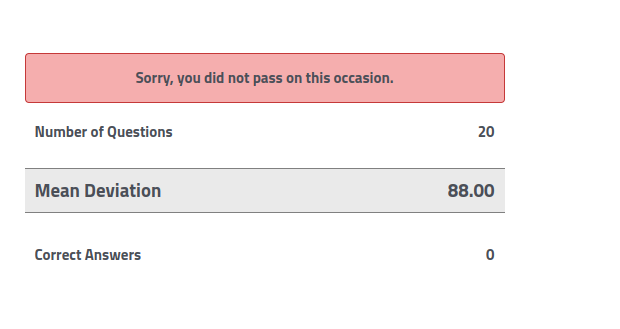 Sorry, you did not pass on this occasion.
Number of Questions 20
Mean Deviation 88.00
Correct Answers 0